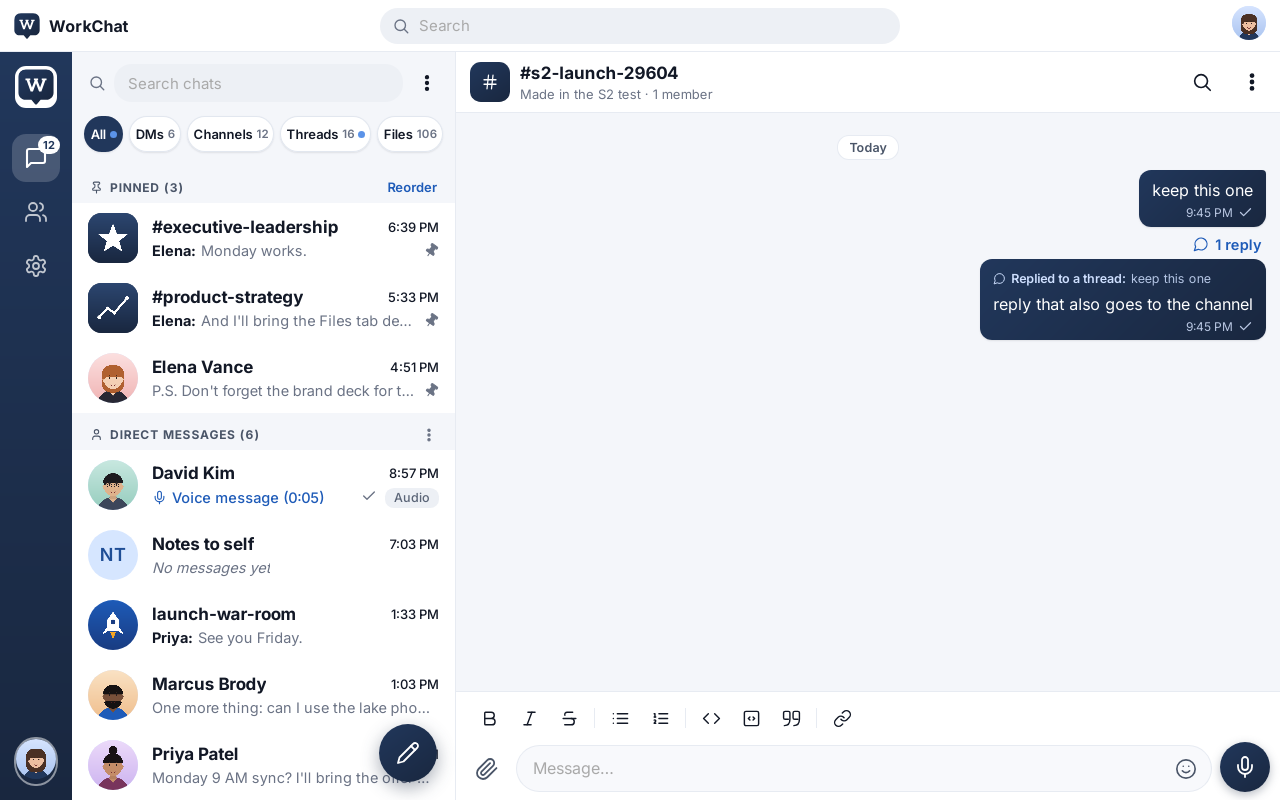 W WorkChat
Search
W
12
Search chats
All
DMs 6
Channels 12
Threads 16
Files 106
PINNED (3)
Reorder
#executive-leadership
6:39 PM
Elena: Monday works.
#product-strategy
5:33 PM
Elena: And I'll bring the Files tab de...
Elena Vance
4:51 PM
P.S. Don't forget the brand deck for t...
DIRECT MESSAGES (6)
David Kim
8:57 PM
Voice message (0:05)
Audio
NT
Notes to self
7:03 PM
No messages yet
launch-war-room
1:33 PM
Priya: See you Friday.
Marcus Brody
1:03 PM
One more thing: can I use the lake pho...
Priya Patel
Monday 9 AM sync? I'll bring the
#
#s2-launch-29604
Made in the S2 test · 1 member
Today
keep this one
9:45 PM
1 reply
Replied to a thread: keep this one
reply that also goes to the channel
9:45 PM
Message...